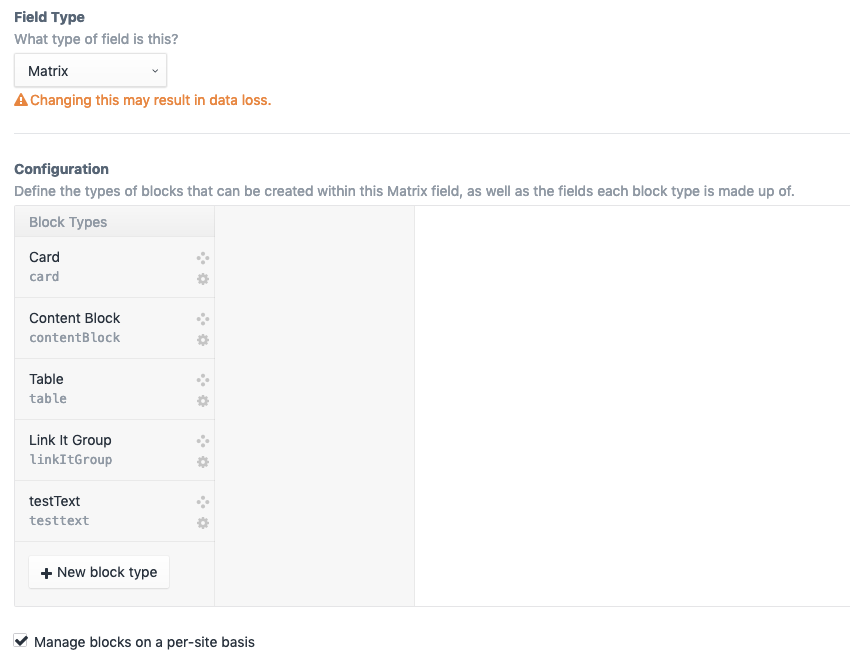 Field Type
What type of field is this?
Matrix
Changing this may result in data loss.
Configuration
Define the types of blocks that can be created within this Matrix field, as well as the fields each block type is made up of.
Block Types
Card
card
Content Block
contentBlock
Table
table
Link It Group
linkItGroup
testText
testtext
New block type
Manage blocks on a per-site basis